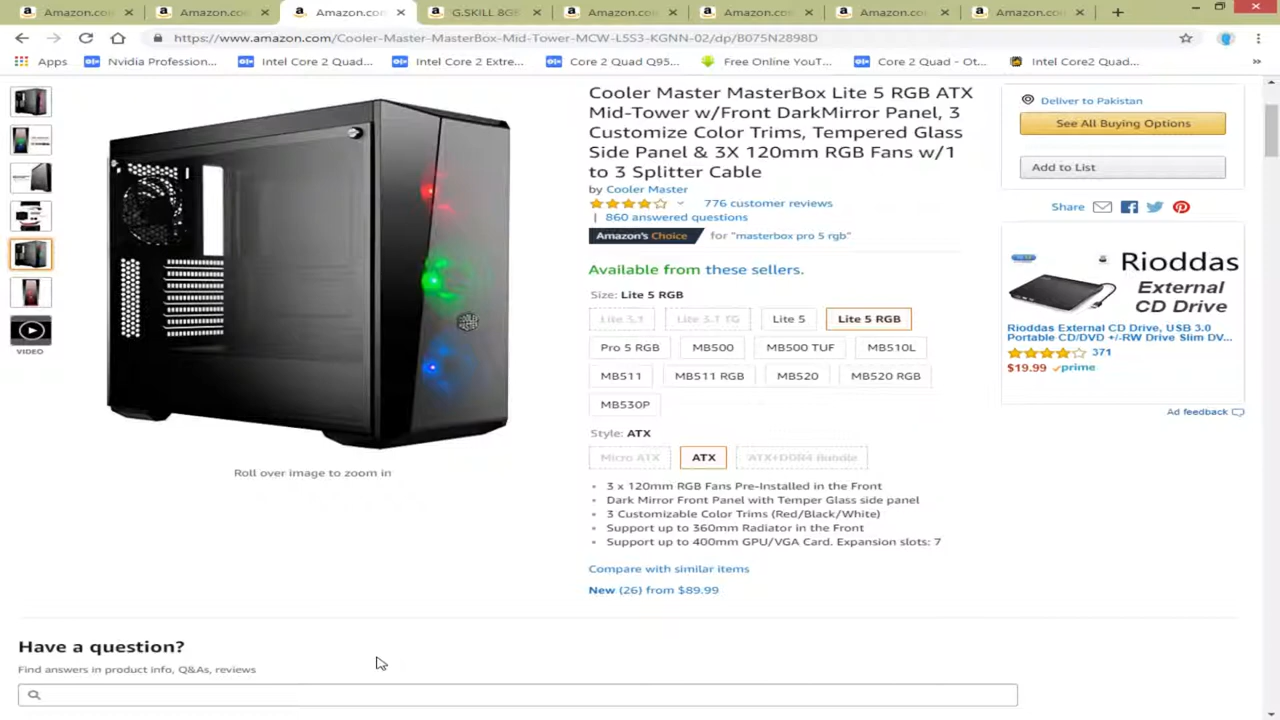 Amazon.co
Amazon.co
Amazon.co
G.SKILL 8GB
Amazon.co
Amazon.co
Amazon.co
Amazon.co
https://www.amazon.com/Cooler-Master-MasterBox-Mid-Tower-MCW-L5S3-KGNN-02/dp/B075N2898D
Apps
Nvidia Profession...
Intel Core 2 Quad...
Intel Core 2 Extre...
Core 2 Quad Q95...
Free Online YouT...
Core 2 Quad - Ot...
Intel Core2 Quad...
»
VIDEO
Roll over image to zoom in
Cooler Master MasterBox Lite 5 RGB ATX
Mid-Tower w/Front DarkMirror Panel, 3
Customize Color Trims, Tempered Glass
Side Panel & 3X 120mm RGB Fans w/1
to 3 Splitter Cable
by Cooler Master
776 customer reviews
| 860 answered questions
Amazon's Choice for "masterbox pro 5 rgb"
Available from these sellers.
Size: Lite 5 RGB
Lite 3.1
Lite 3.1 TG
Lite 5
Lite 5 RGB
Pro 5 RGB
MB500
MB500 TUF
MB510L
MB511
MB511 RGB
MB520
MB520 RGB
MB530P
Style: ATX
Micro ATX
ATX
ATX+DDR4 Bundle
• 3 x 120mm RGB Fans Pre-Installed in the Front
• Dark Mirror Front Panel with Temper Glass side panel
• 3 Customizable Color Trims (Red/Black/White)
• Support up to 360mm Radiator in the Front
• Support up to 400mm GPU/VGA Card. Expansion slots: 7
Compare with similar items
New (26) from $89.99
Deliver to Pakistan
See All Buying Options
Add to List
Share
Rioddas
External
CD Drive
Rioddas External CD Drive, USB 3.0
Portable CD/DVD +/-RW Drive Slim DV...
371
$19.99 prime
Ad feedback
Have a question?
Find answers in product info, Q&As, reviews